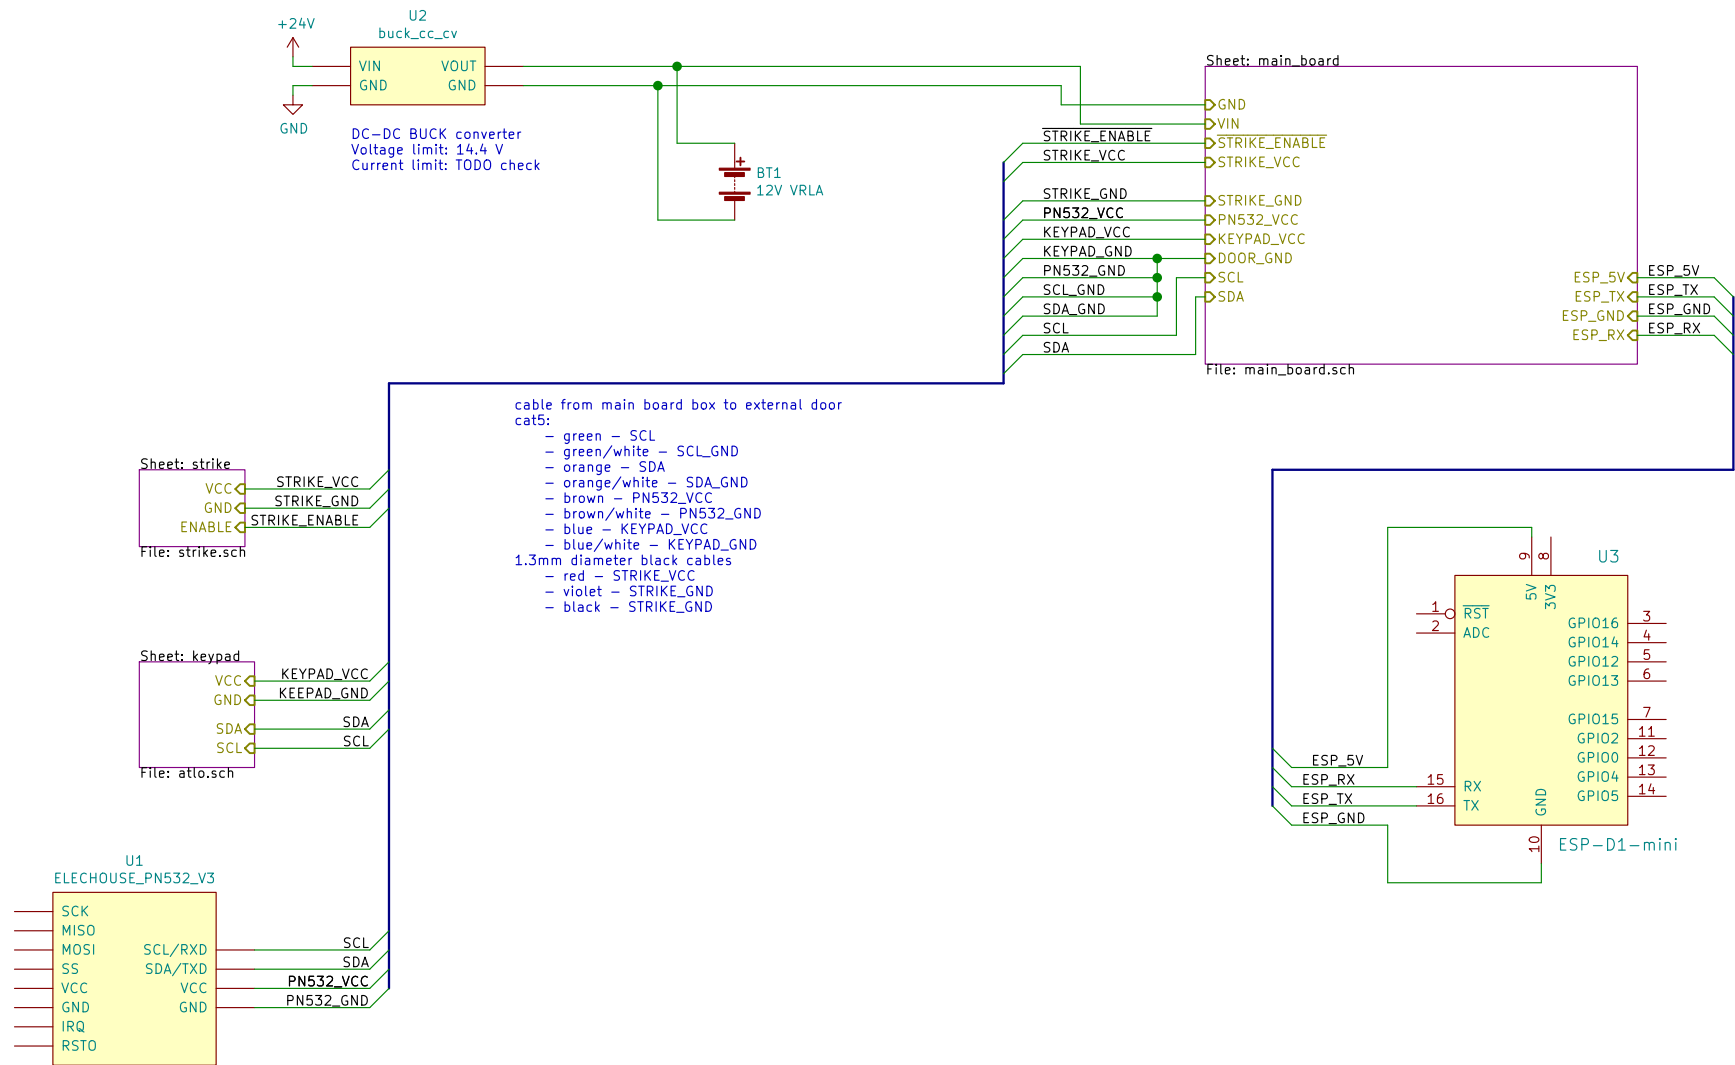 +24V
U2
buck_cc_cv
VIN
GND
VOUT
GND
GND
DC-DC BUCK converter
Voltage limit: 14.4 V
Current limit: TODO check
BT1
12V VRLA
Sheet: main_board
GND
VIN
STRIKE_ENABLE
STRIKE_ENABLE
STRIKE_VCC
STRIKE_VCC
STRIKE_GND
STRIKE_GND
PN532_VCC
PN532_VCC
KEYPAD_VCC
KEYPAD_VCC
KEYPAD_GND
DOOR_GND
PN532_GND
SCL
SCL_GND
SDA
SDA_GND
SCL
SDA
ESP_5V
ESP_5V
ESP_TX
ESP_TX
ESP_GND
ESP_GND
ESP_RX
ESP_RX
File: main_board.sch
cable from main board box to external door
cat5:
- green - SCL
- green/white - SCL_GND
- orange - SDA
- orange/white - SDA_GND
- brown - PN532_VCC
- brown/white - PN532_GND
- blue - KEYPAD_VCC
- blue/white - KEYPAD_GND
1.3mm diameter black cables
- red - STRIKE_VCC
- violet - STRIKE_GND
- black - STRIKE_GND
Sheet: strike
VCC
STRIKE_VCC
GND
STRIKE_GND
ENABLE
STRIKE_ENABLE
File: strike.sch
Sheet: keypad
VCC
KEYPAD_VCC
GND
KEEPAD_GND
SDA
SDA
SCL
SCL
File: atlo.sch
U1
ELECHOUSE_PN532_V3
SCK
MISO
MOSI
SS
VCC
GND
IRQ
RSTO
SCL/RXD
SDA/TXD
VCC
GND
SCL
SDA
PN532_VCC
PN532_GND
U3
9
8
5V
3V3
1
RST
2
ADC
GPIO16
3
GPIO14
4
GPIO12
5
GPIO13
6
GPIO15
7
GPIO2
11
GPIO0
12
GPIO4
13
GPIO5
14
ESP_5V
ESP_RX
15
RX
ESP_TX
16
TX
ESP_GND
GND
10
ESP-D1-mini